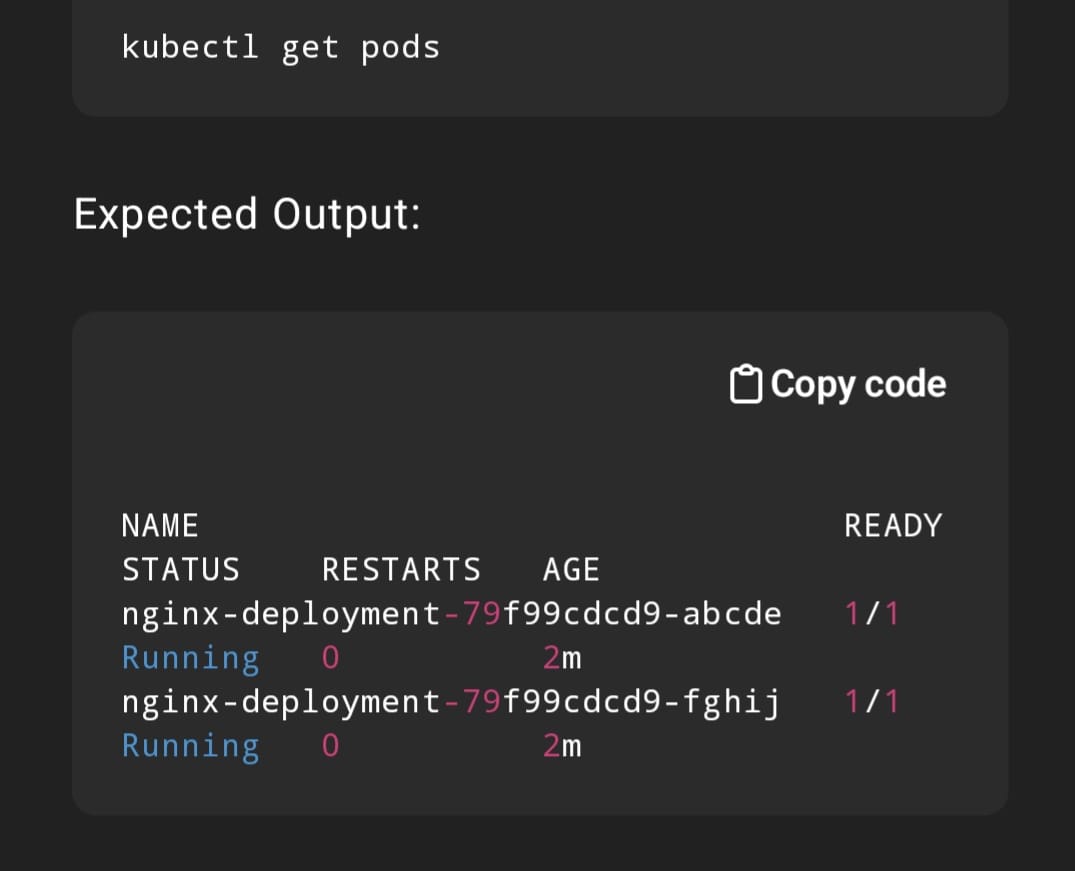 kubectl get pods
Expected Output:
Copy code
NAME READY
STATUS RESTARTS AGE
nginx-deployment-79f99cdcd9-abcde 1/1
Running 0 2m
nginx-deployment-79f99cdcd9-fghij 1/1
Running 0 2m